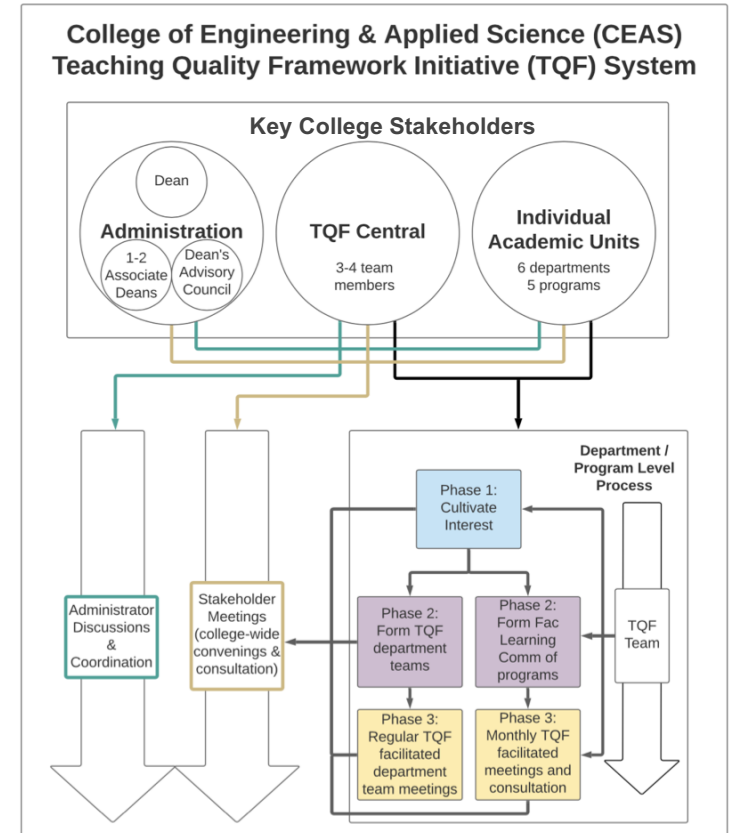 College of Engineering & Applied Science (CEAS)
Teaching Quality Framework Initiative (TQF) System
Key College Stakeholders
Dean
Administration
1-2
Associate
Deans
Dean's
Advisory
Council
TQF Central
3-4 team
members
Individual
Academic Units
6 departments
5 programs
Administrator
Discussions
&
Coordination
Stakeholder
Meetings
(college-wide
convenings &
consultation)
Department /
Program Level
Process
Phase 1:
Cultivate
Interest
Phase 2:
Form TQF
department
teams
Phase 2:
Form Fac
Learning
Comm of
programs
TQF
Team
Phase 3:
Regular TQF
facilitated
department
team meetings
Phase 3:
Monthly TQF
facilitated
meetings and
consultation